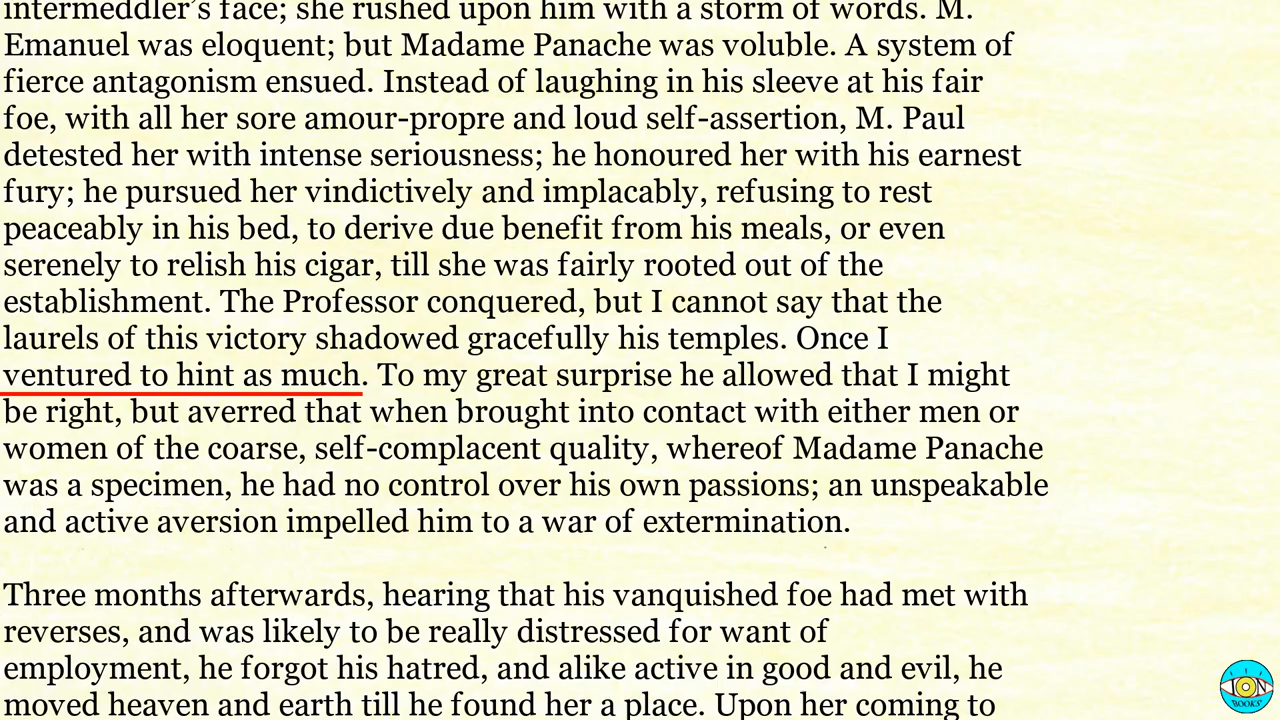 intermeddler’s face; she rushed upon him with a storm of words. M.
Emanuel was eloquent; but Madame Panache was voluble. A system of
fierce antagonism ensued. Instead of laughing in his sleeve at his fair
foe, with all her sore amour-propre and loud self-assertion, M. Paul
detested her with intense seriousness; he honoured her with his earnest
fury; he pursued her vindictively and implacably, refusing to rest
peaceably in his bed, to derive due benefit from his meals, or even
serenely to relish his cigar, till she was fairly rooted out of the
establishment. The Professor conquered, but I cannot say that the
laurels of this victory shadowed gracefully his temples. Once I
ventured to hint as much. To my great surprise he allowed that I might
be right, but averred that when brought into contact with either men or
women of the coarse, self-complacent quality, whereof Madame Panache
was a specimen, he had no control over his own passions; an unspeakable
and active aversion impelled him to a war of extermination.
Three months afterwards, hearing that his vanquished foe had met with
reverses, and was likely to be really distressed for want of
employment, he forgot his hatred, and alike active in good and evil, he
moved heaven and earth till he found her a place. Upon her coming to
ION
BOOKS